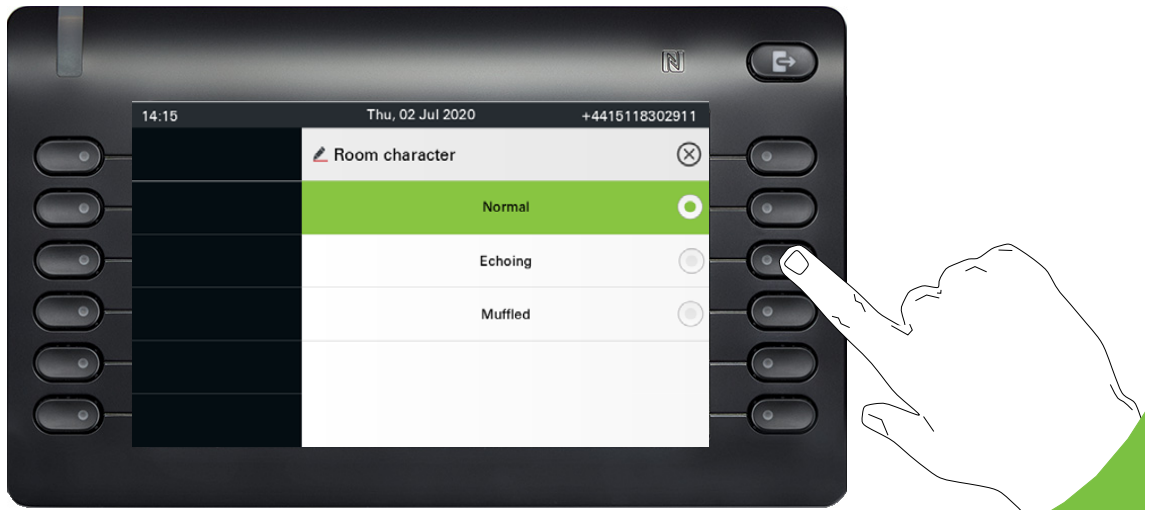 14:15 Thu, 02 Jul 2020 +4415118302911
Room character
Normal
Echoing
Muffled